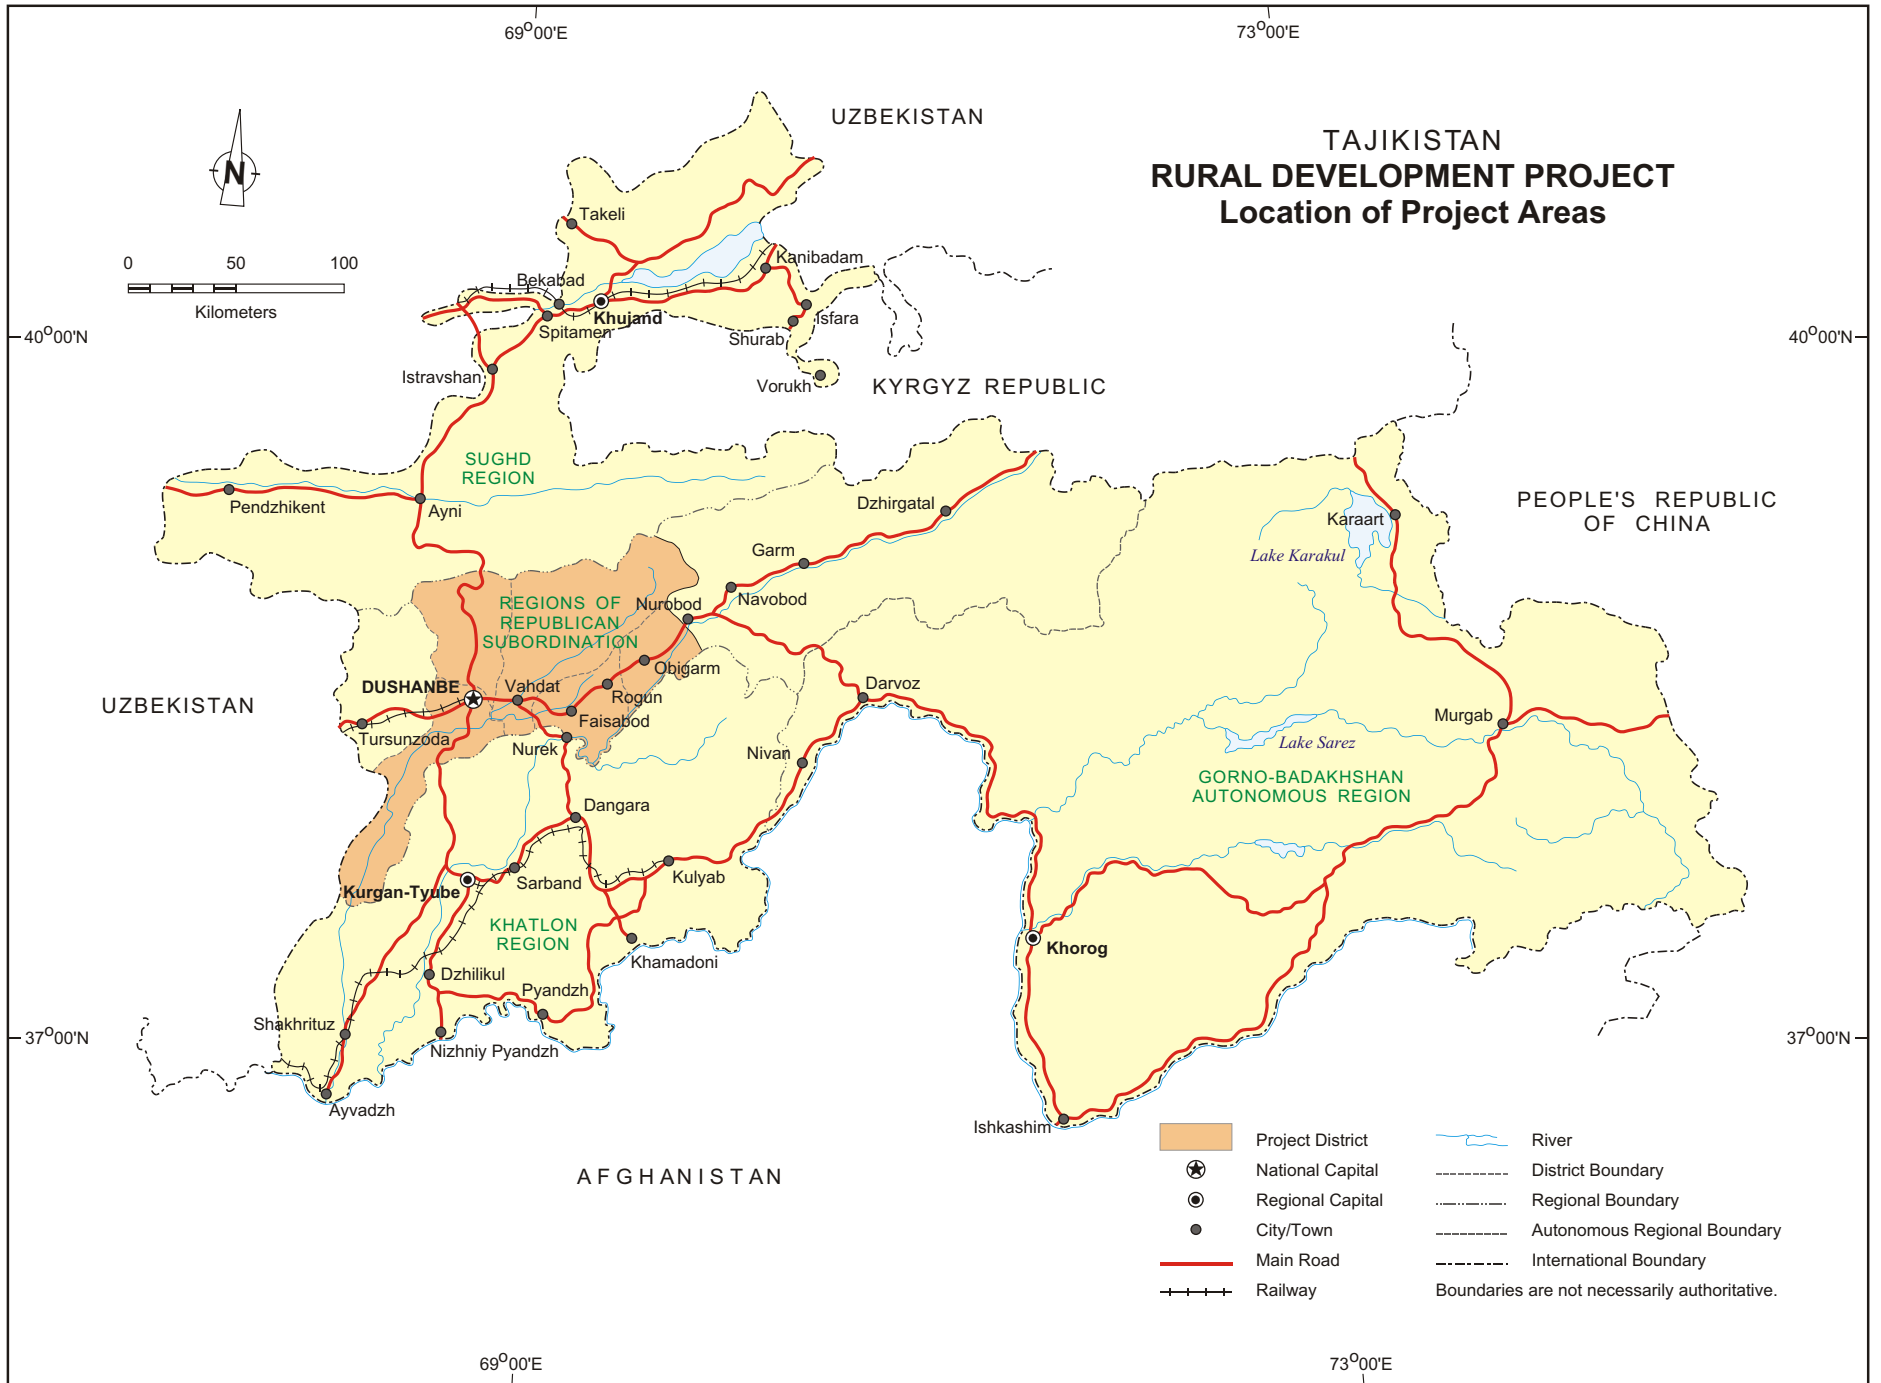 69°00'E
73°00'E
UZBEKISTAN
TAJIKISTAN
RURAL DEVELOPMENT PROJECT
Location of Project Areas
N
0 50 100
Kilometers
Takeli
Kanibadam
Bekabad
Khujand
Isfara
Spitamen
Shurab
40°00'N
40°00'N
Istravshan
Vorukh
KYRGYZ REPUBLIC
SUGHD
REGION
Pendzhikent
Ayni
Dzhirgatal
Karaart
PEOPLE'S REPUBLIC
OF CHINA
Garm
Lake Karakul
Navobod
Nurobod
REGIONS OF
REPUBLICAN
SUBORDINATION
Obigarm
DUSHANBE
Vahdat
Rogun
Darvoz
UZBEKISTAN
Faisabod
Murgab
Tursunzoda
Nurek
Nivan
Lake Sarez
GORNO-BADAKHSHAN
AUTONOMOUS REGION
Dangara
Sarband
Kulyab
Kurgan-Tyube
KHATLON
REGION
Khorog
Khamadoni
Dzhilikul
Pyandzh
Shakhrituz
Nizhniy Pyandzh
37°00'N
37°00'N
Ayvadzh
Ishkashim
AFGHANISTAN
Project District
National Capital
Regional Capital
City/Town
Main Road
Railway
River
District Boundary
Regional Boundary
Autonomous Regional Boundary
International Boundary
Boundaries are not necessarily authoritative.
69°00'E
73°00'E